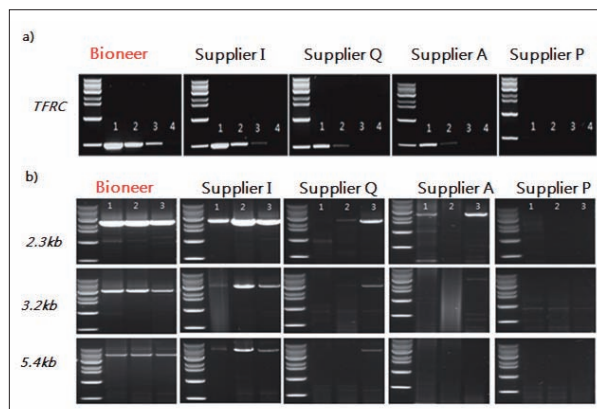 a)
Bioneer Supplier I Supplier Q Supplier A Supplier P
TFRC
1 2 3 4 1 2 3 4 1 2 3 4 1 2 3 4 1 2 3 4
b)
Bioneer Supplier I Supplier Q Supplier A Supplier P
1 2 3 1 2 3 1 2 3 1 2 3 1 2 3
2.3kb
3.2kb
5.4kb